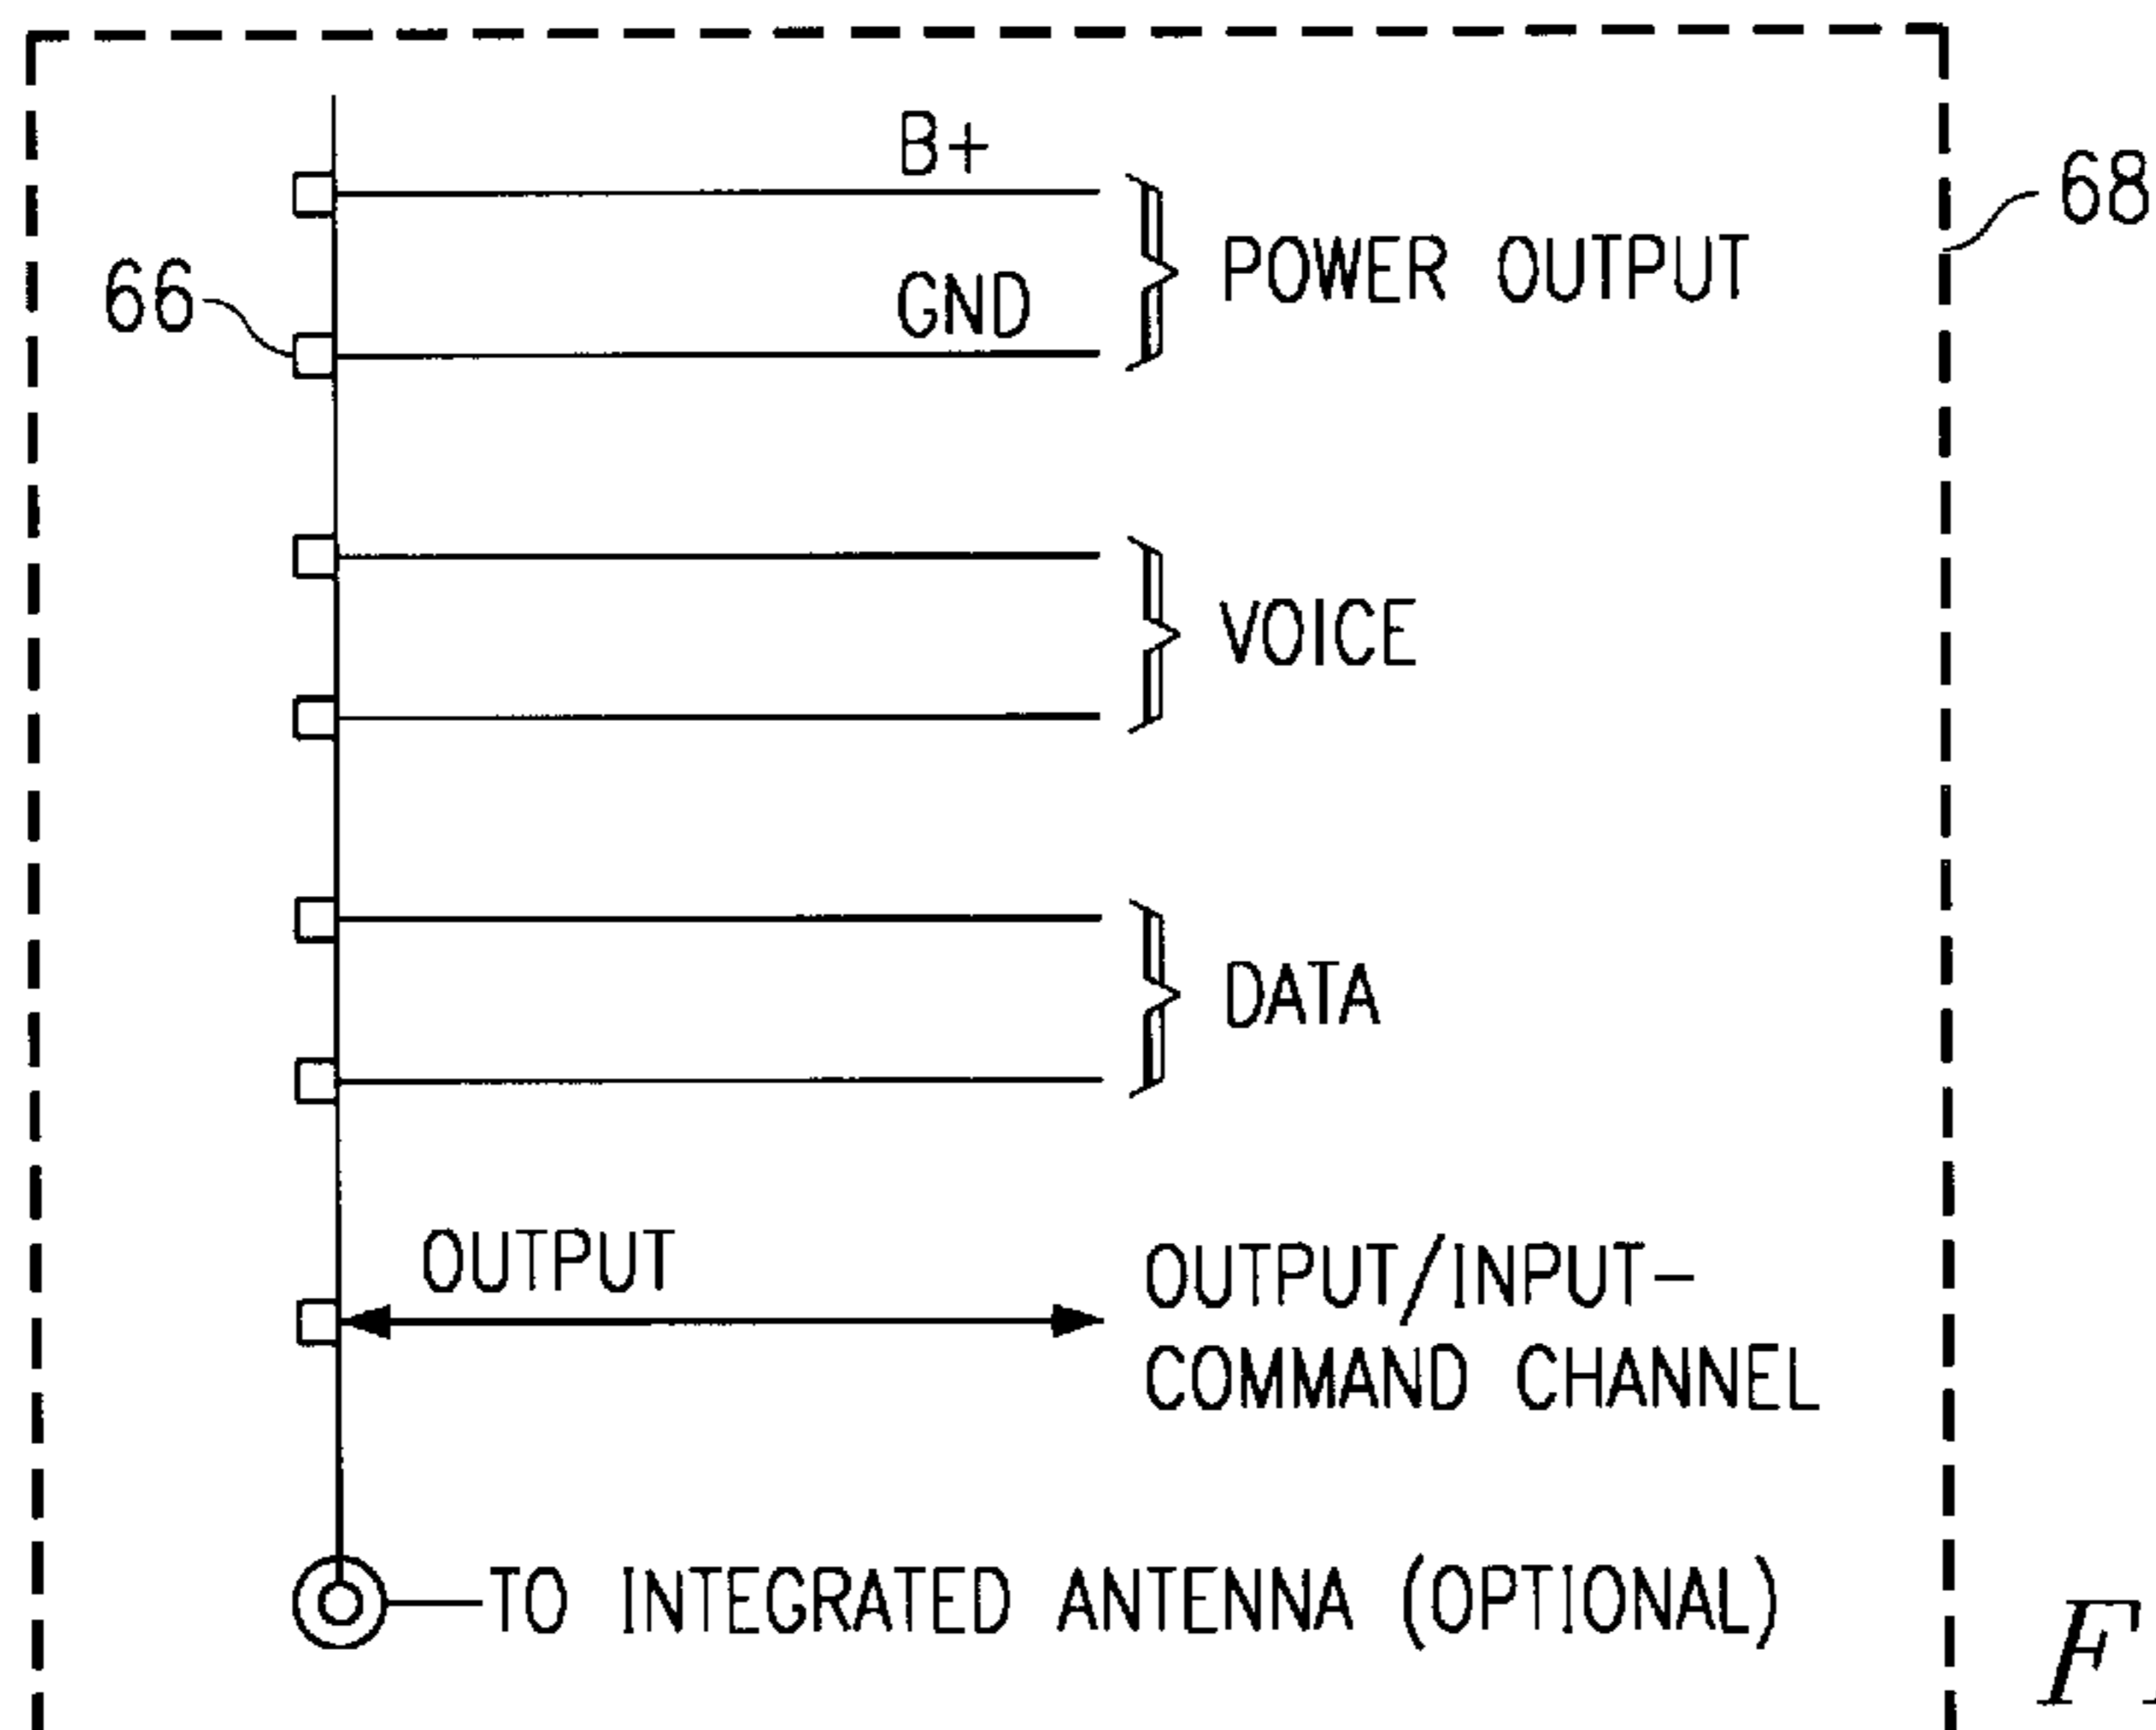 B+
68
POWER OUTPUT
66
GND
VOICE
DATA
OUTPUT
OUTPUT/INPUT-
COMMAND CHANNEL
TO INTEGRATED ANTENNA (OPTIONAL)